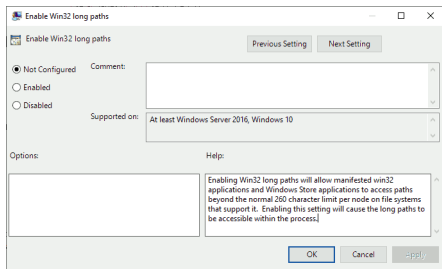 Enable Win32 long paths
Enable Win32 long paths
Previous Setting
Next Setting
Not Configured
Comment:
Enabled
Disabled
Supported on:
At least Windows Server 2016, Windows 10
Options:
Help:
Enabling Win32 long paths will allow manifested win32
applications and Windows Store applications to access paths
beyond the normal 260 character limit per node on file systems
that support it.  Enabling this setting will cause the long paths to
be accessible within the process.
OK
Cancel
Apply